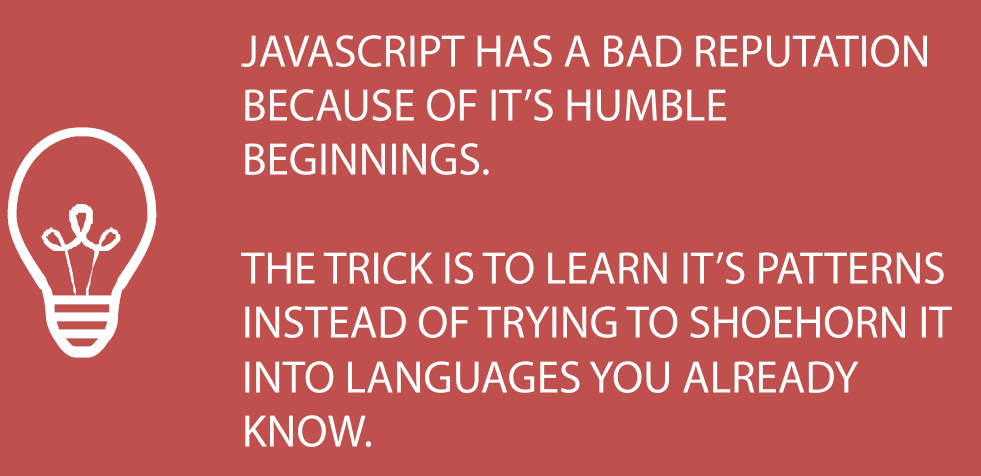 JAVASCRIPT HAS A BAD REPUTATION
BECAUSE OF IT’S HUMBLE
BEGINNINGS.
THE TRICK IS TO LEARN IT’S PATTERNS
INSTEAD OF TRYING TO SHOEHORN IT
INTO LANGUAGES YOU ALREADY
KNOW.